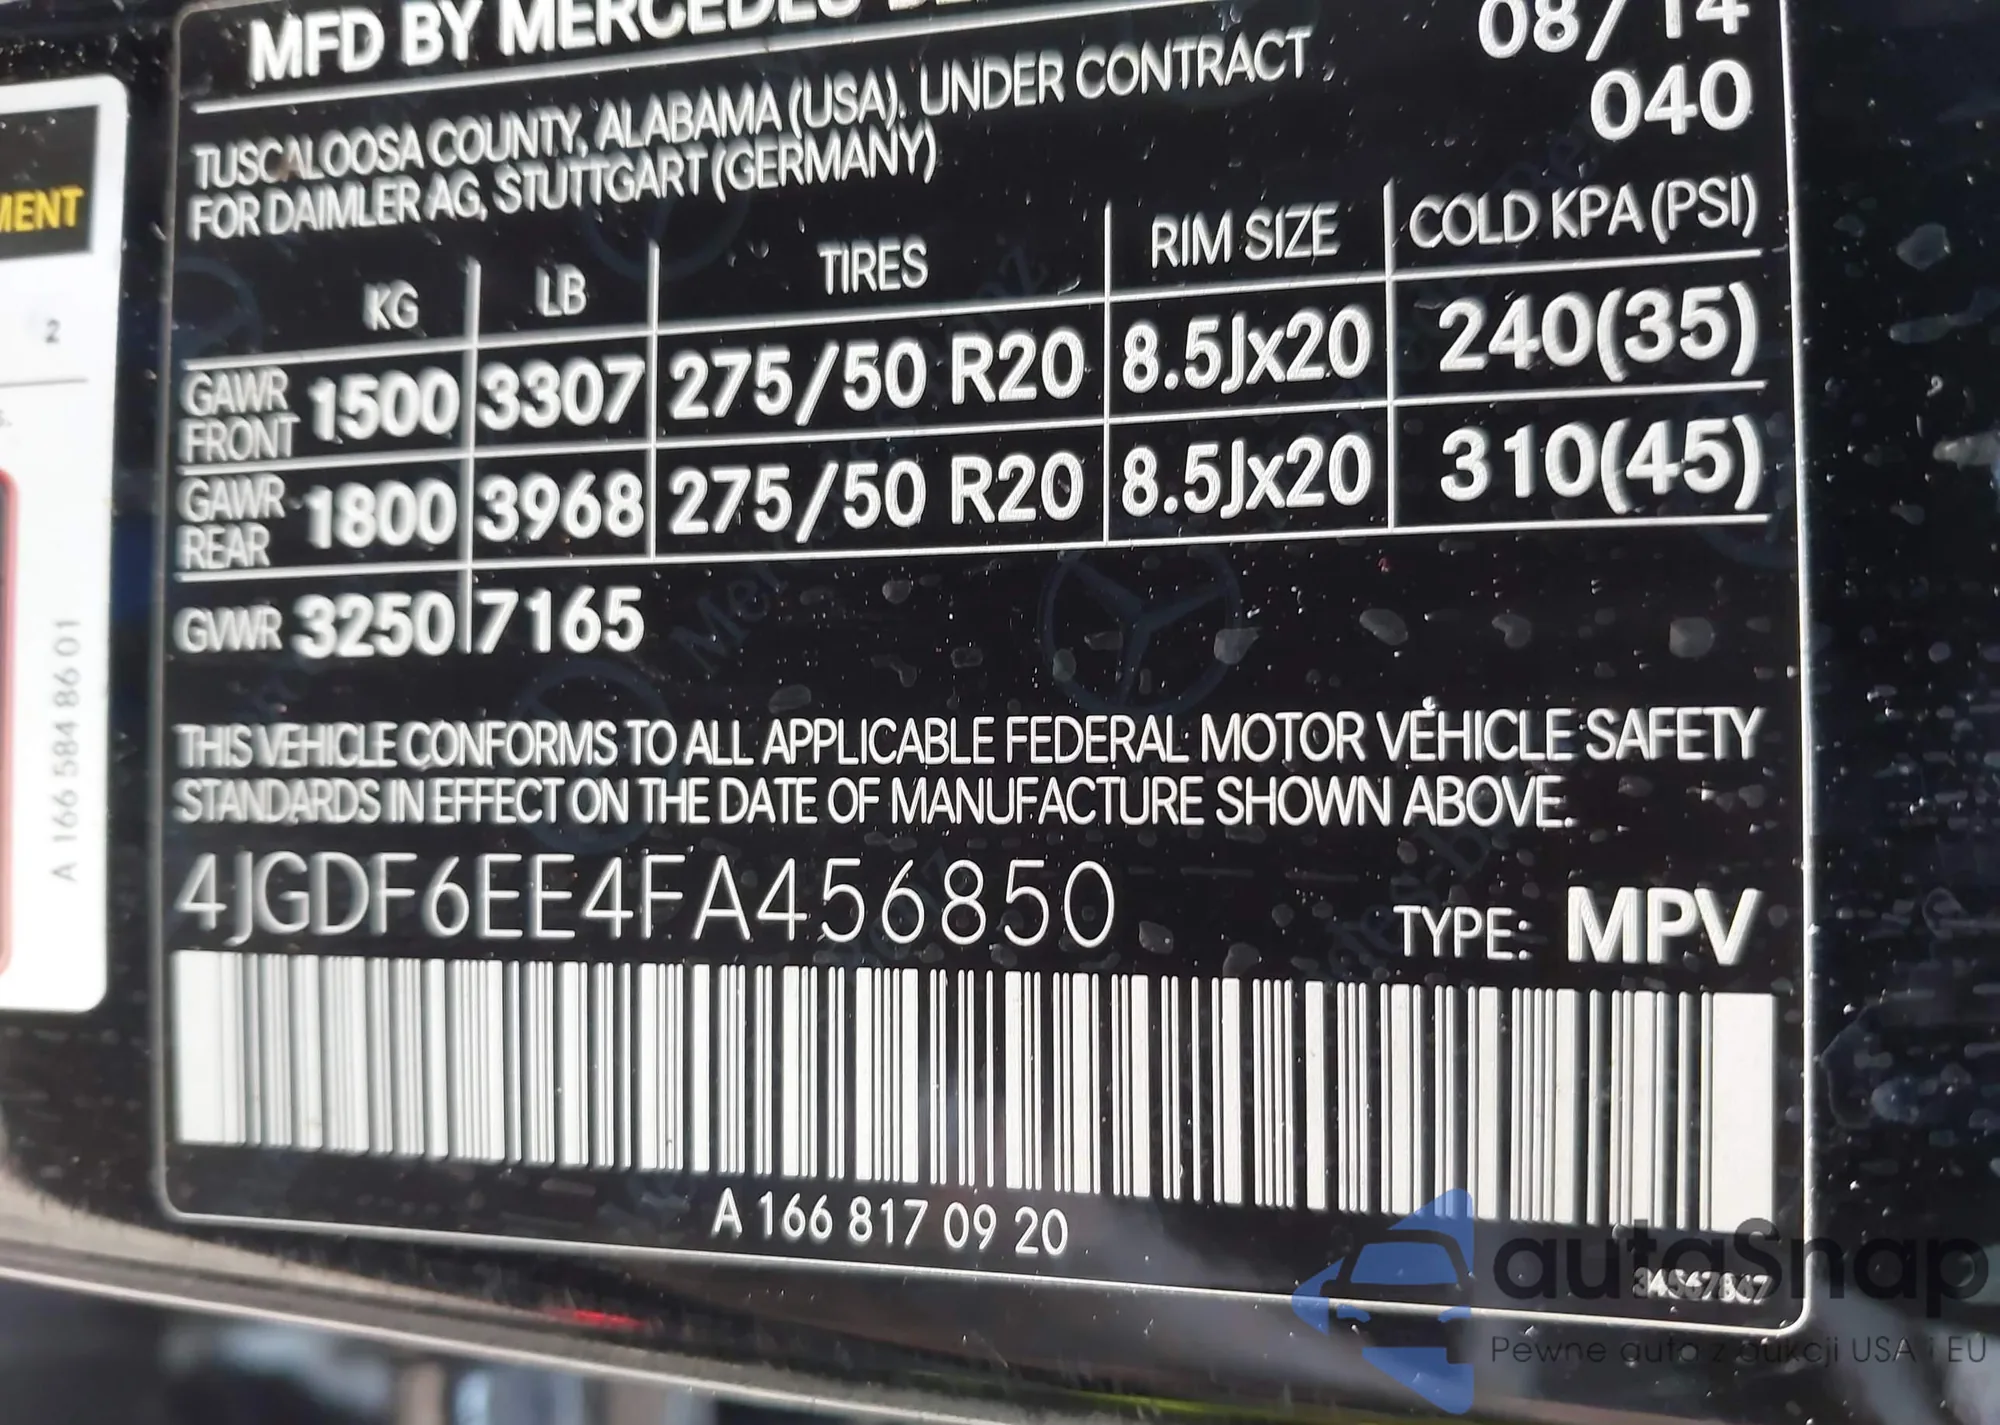 MFD BY MERCEDES
08/14
040
TUSCALOOSA COUNTY, ALABAMA (USA). UNDER CONTRACT
FOR DAIMLER AG, STUTTGART (GERMANY)
KG LB TIRES RIM SIZE COLD KPA (PSI)
GAWR FRONT 1500 3307 275/50 R20 8.5Jx20 240(35)
GAWR REAR 1800 3968 275/50 R20 8.5Jx20 310(45)
GVWR 3250 7165
THIS VEHICLE CONFORMS TO ALL APPLICABLE FEDERAL MOTOR VEHICLE SAFETY
STANDARDS IN EFFECT ON THE DATE OF MANUFACTURE SHOWN ABOVE.
4JGDF6EE4FA456850 TYPE: MPV
A 166 817 09 20
2
A 166 584 86 01
autaSnap
Pewne auta z aukcji USA i EU